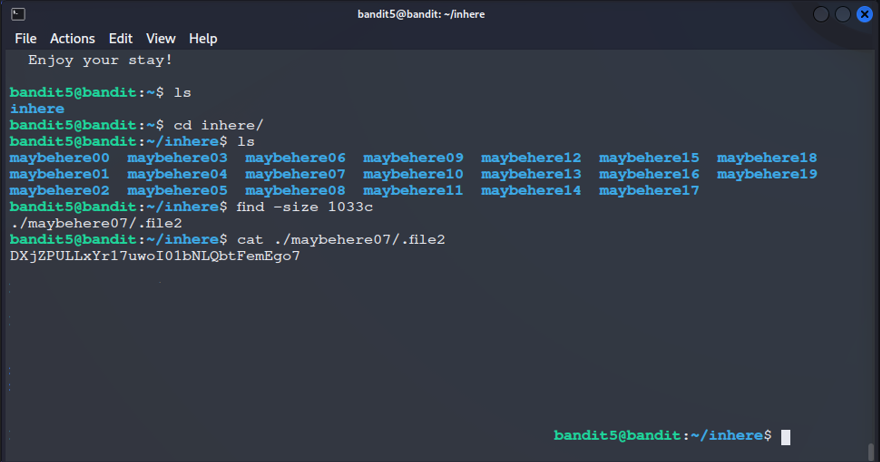 bandit5@bandit: ~/inhere
File Actions Edit View Help
Enjoy your stay!
bandit5@bandit:~$ ls
inhere
bandit5@bandit:~$ cd inhere/
bandit5@bandit:~/inhere$ ls
maybehere00 maybehere03 maybehere06 maybehere09 maybehere12 maybehere15 maybehere18
maybehere01 maybehere04 maybehere07 maybehere10 maybehere13 maybehere16 maybehere19
maybehere02 maybehere05 maybehere08 maybehere11 maybehere14 maybehere17
bandit5@bandit:~/inhere$ find -size 1033c
./maybehere07/.file2
bandit5@bandit:~/inhere$ cat ./maybehere07/.file2
DXjZPULLxYr17uwoI01bNLQbtFemEgo7
bandit5@bandit:~/inhere$